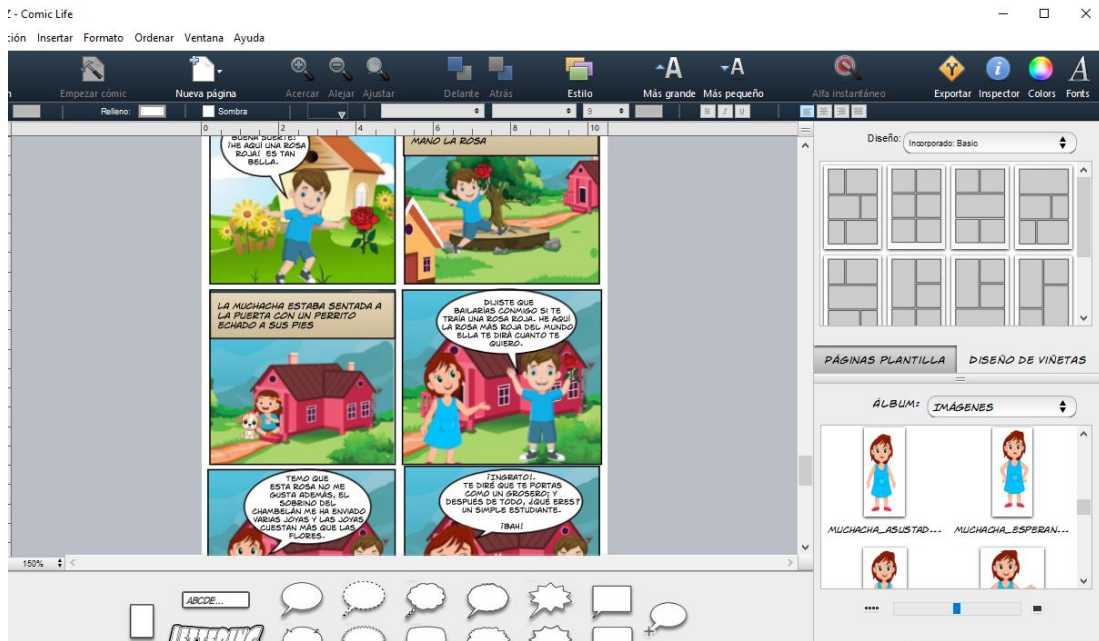 Z - Comic Life
ción Insertar Formato Ordenar Ventana Ayuda
Empezar cómic Nueva página Acercar Alejar Ajustar Delante Atrás Estilo Más grande Más pequeño Alfa instantáneo Exportar Inspector Colors Fonts
Relleno: Sombra 9 B I U
0 2 4 6 8 10
BUENA SUERTE!
¡HE AQUÍ UNA ROSA
ROJA! ES TAN
BELLA.
MANO LA ROSA
LA MUCHACHA ESTABA SENTADA A
LA PUERTA CON UN PERRITO
ECHADO A SUS PIES
DIJISTE QUE
BAILARÍAS CONMIGO SI TE
TRAÍA UNA ROSA ROJA. HE AQUÍ
LA ROSA MÁS ROJA DEL MUNDO
ELLA TE DIRÁ CUANTO TE
QUIERO.
TEMO QUE
ESTA ROSA NO ME
GUSTA ADEMÁS, EL
SOBRINO DEL
CHAMBELÁN ME HA ENVIADO
VARIAS JOYAS Y LAS JOYAS
CUESTAN MÁS QUE LAS
FLORES.
¡INGRATO!.
TE DIRÉ QUE TE PORTAS
COMO UN GROSERO; Y
DESPUÉS DE TODO, ¿QUÉ ERES?
UN SIMPLE ESTUDIANTE.
¡BAH!
Diseño: Incorporado: Basic
PÁGINAS PLANTILLA DISEÑO DE VIÑETAS
ÁLBUM: IMÁGENES
MUCHACHA_ASUSTAD... MUCHACHA_ESPERAN...
150%
ABCDE...